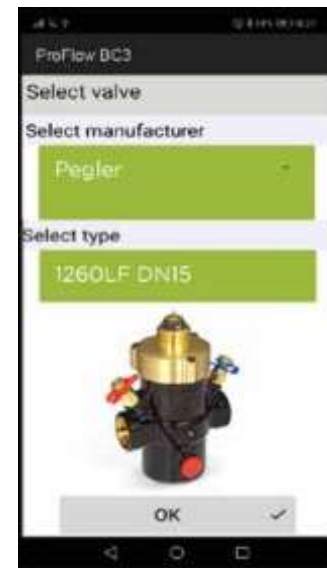 ProFlow BC3
Select valve
Select manufacturer
Pegler
Select type
1260LF DN15
OK